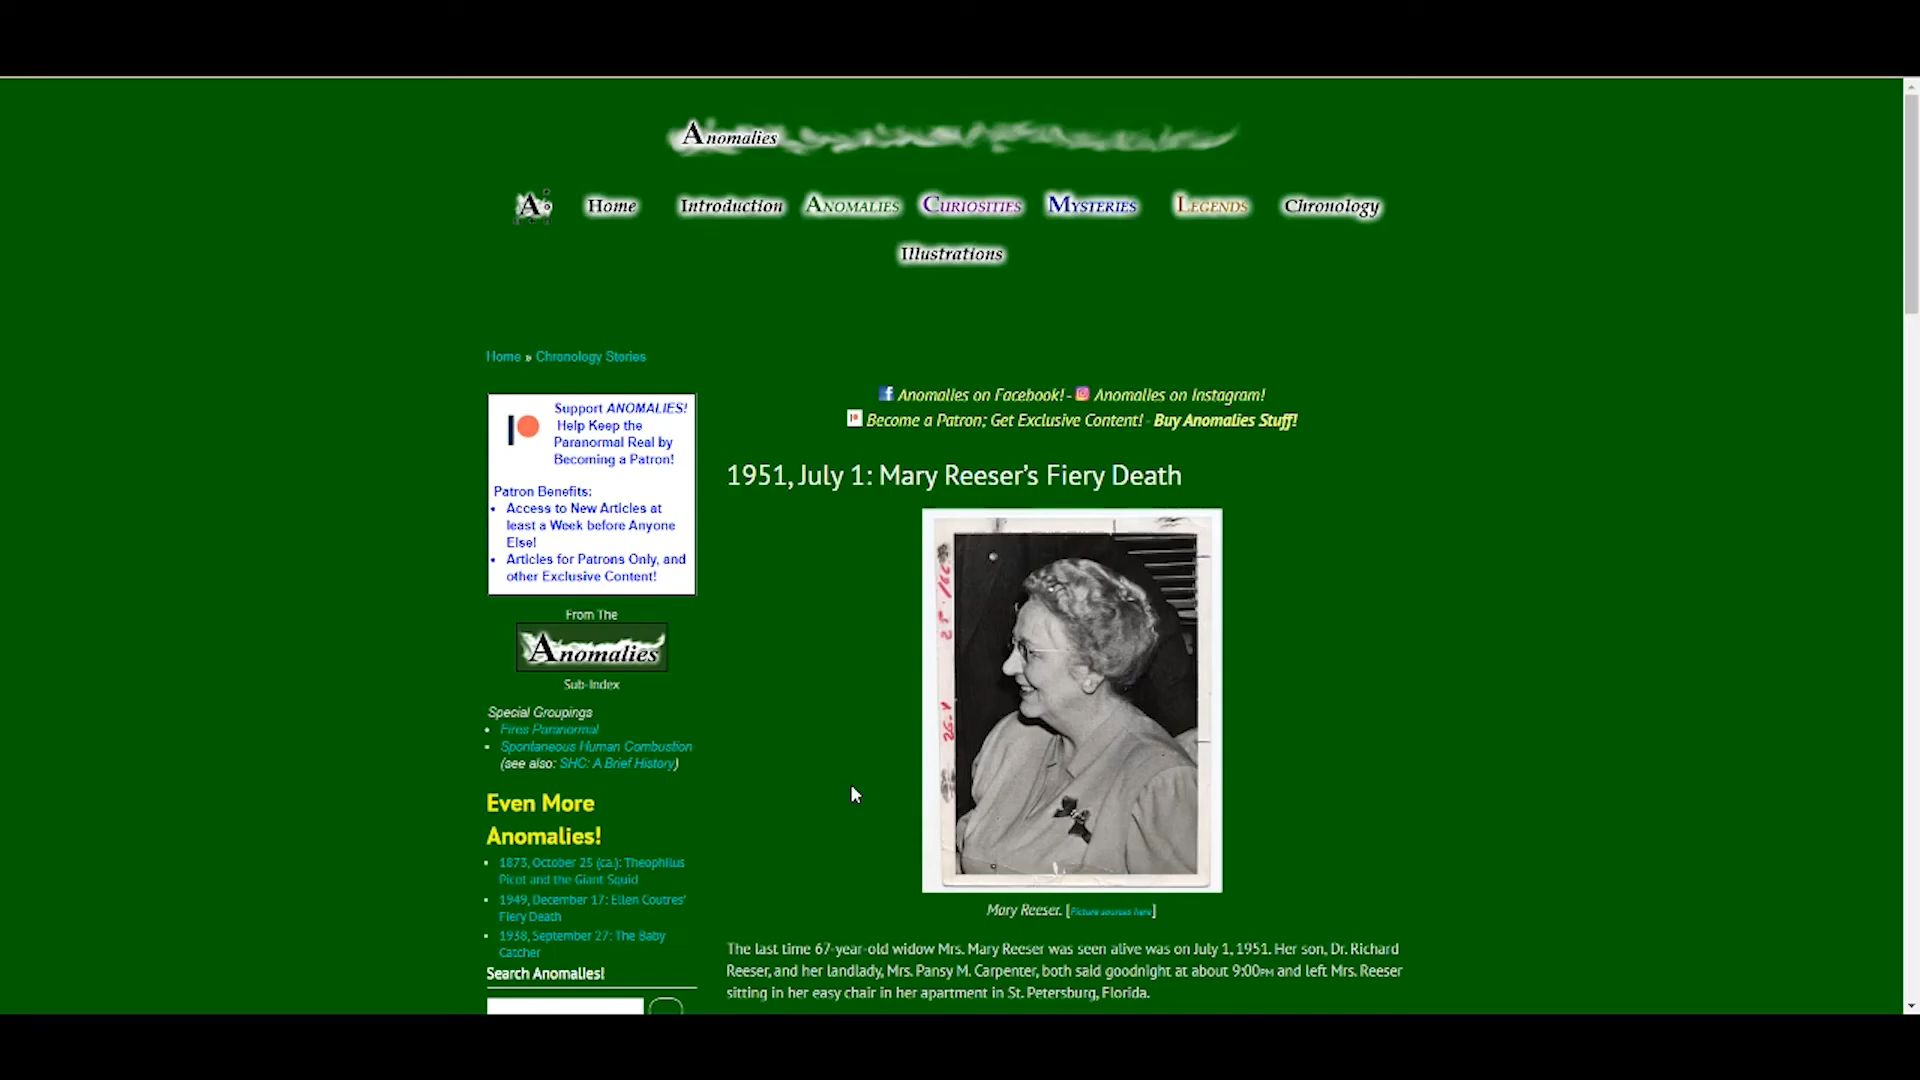 Anomalies
A
Home
Introduction
ANOMALIES
CURIOSITIES
MYSTERIES
LEGENDS
Chronology
Illustrations
Home » Chronology Stories
Support ANOMALIES!
Help Keep the
Paranormal Real by
Becoming a Patron!
Patron Benefits:
• Access to New Articles at
least a Week before Anyone
Else!
• Articles for Patrons Only, and
other Exclusive Content!
From The
Anomalies
Sub-Index
Special Groupings
• Fires Paranormal
• Spontaneous Human Combustion
(see also: SHC: A Brief History)
Even More
Anomalies!
• 1873, October 25 (ca.): Theophilus
Picot and the Giant Squid
• 1949, December 17: Ellen Coutres'
Fiery Death
• 1938, September 27: The Baby
Catcher
Search Anomalies!
Anomalies on Facebook! - Anomalies on Instagram!
Become a Patron; Get Exclusive Content! - Buy Anomalies Stuff!
1951, July 1: Mary Reeser’s Fiery Death
Mary Reeser. [Picture sources here]
The last time 67-year-old widow Mrs. Mary Reeser was seen alive was on July 1, 1951. Her son, Dr. Richard
Reeser, and her landlady, Mrs. Pansy M. Carpenter, both said goodnight at about 9:00PM and left Mrs. Reeser
sitting in her easy chair in her apartment in St. Petersburg, Florida.